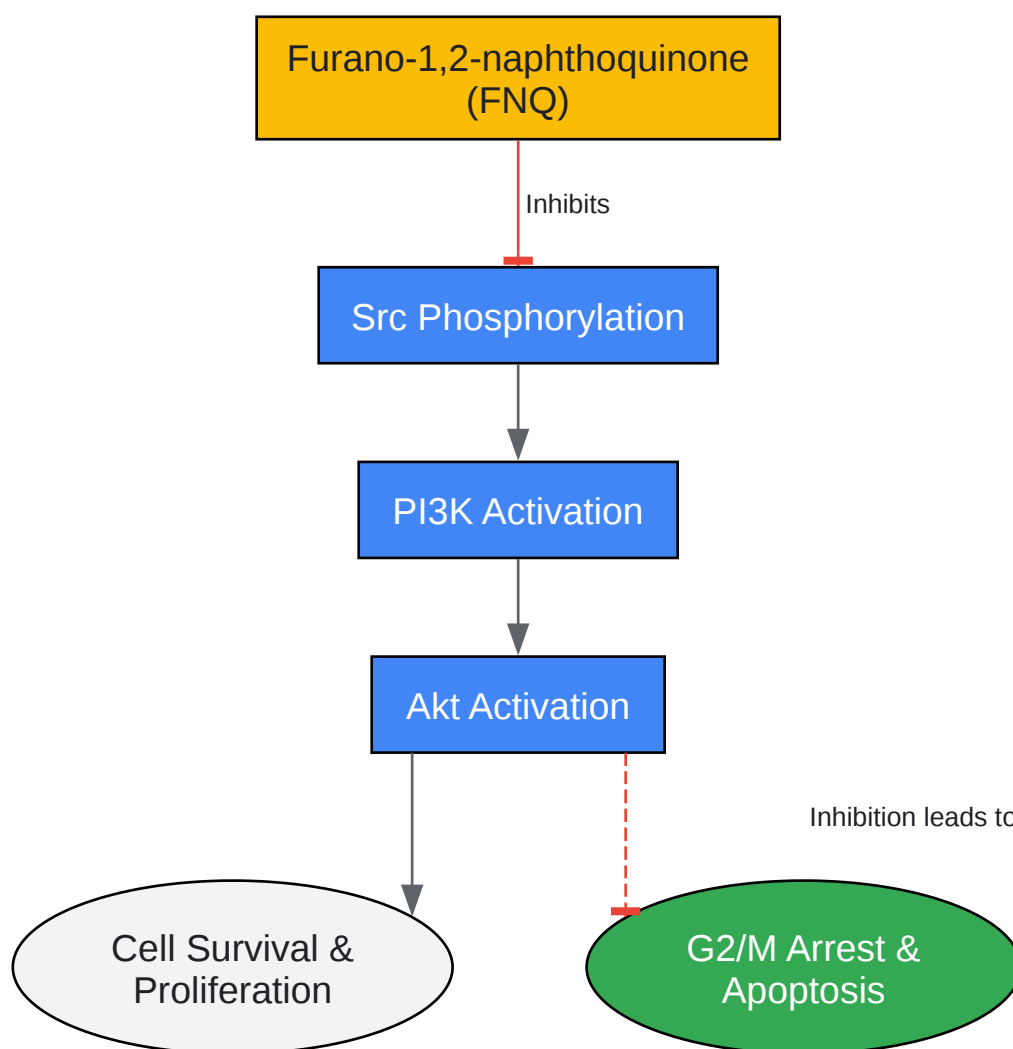 Furano-1,2-naphthoquinone
(FNQ)
Inhibits
Src Phosphorylation
PI3K Activation
Akt Activation
Inhibition leads to
Cell Survival &
Proliferation
G2/M Arrest &
Apoptosis